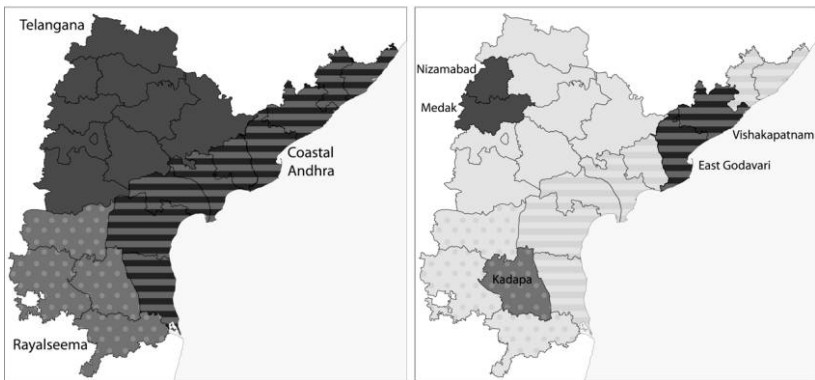 Telangana
Coastal
Andhra
Rayalseema
Nizamabad
Medak
Vishakapatnam
East Godavari
Kadapa